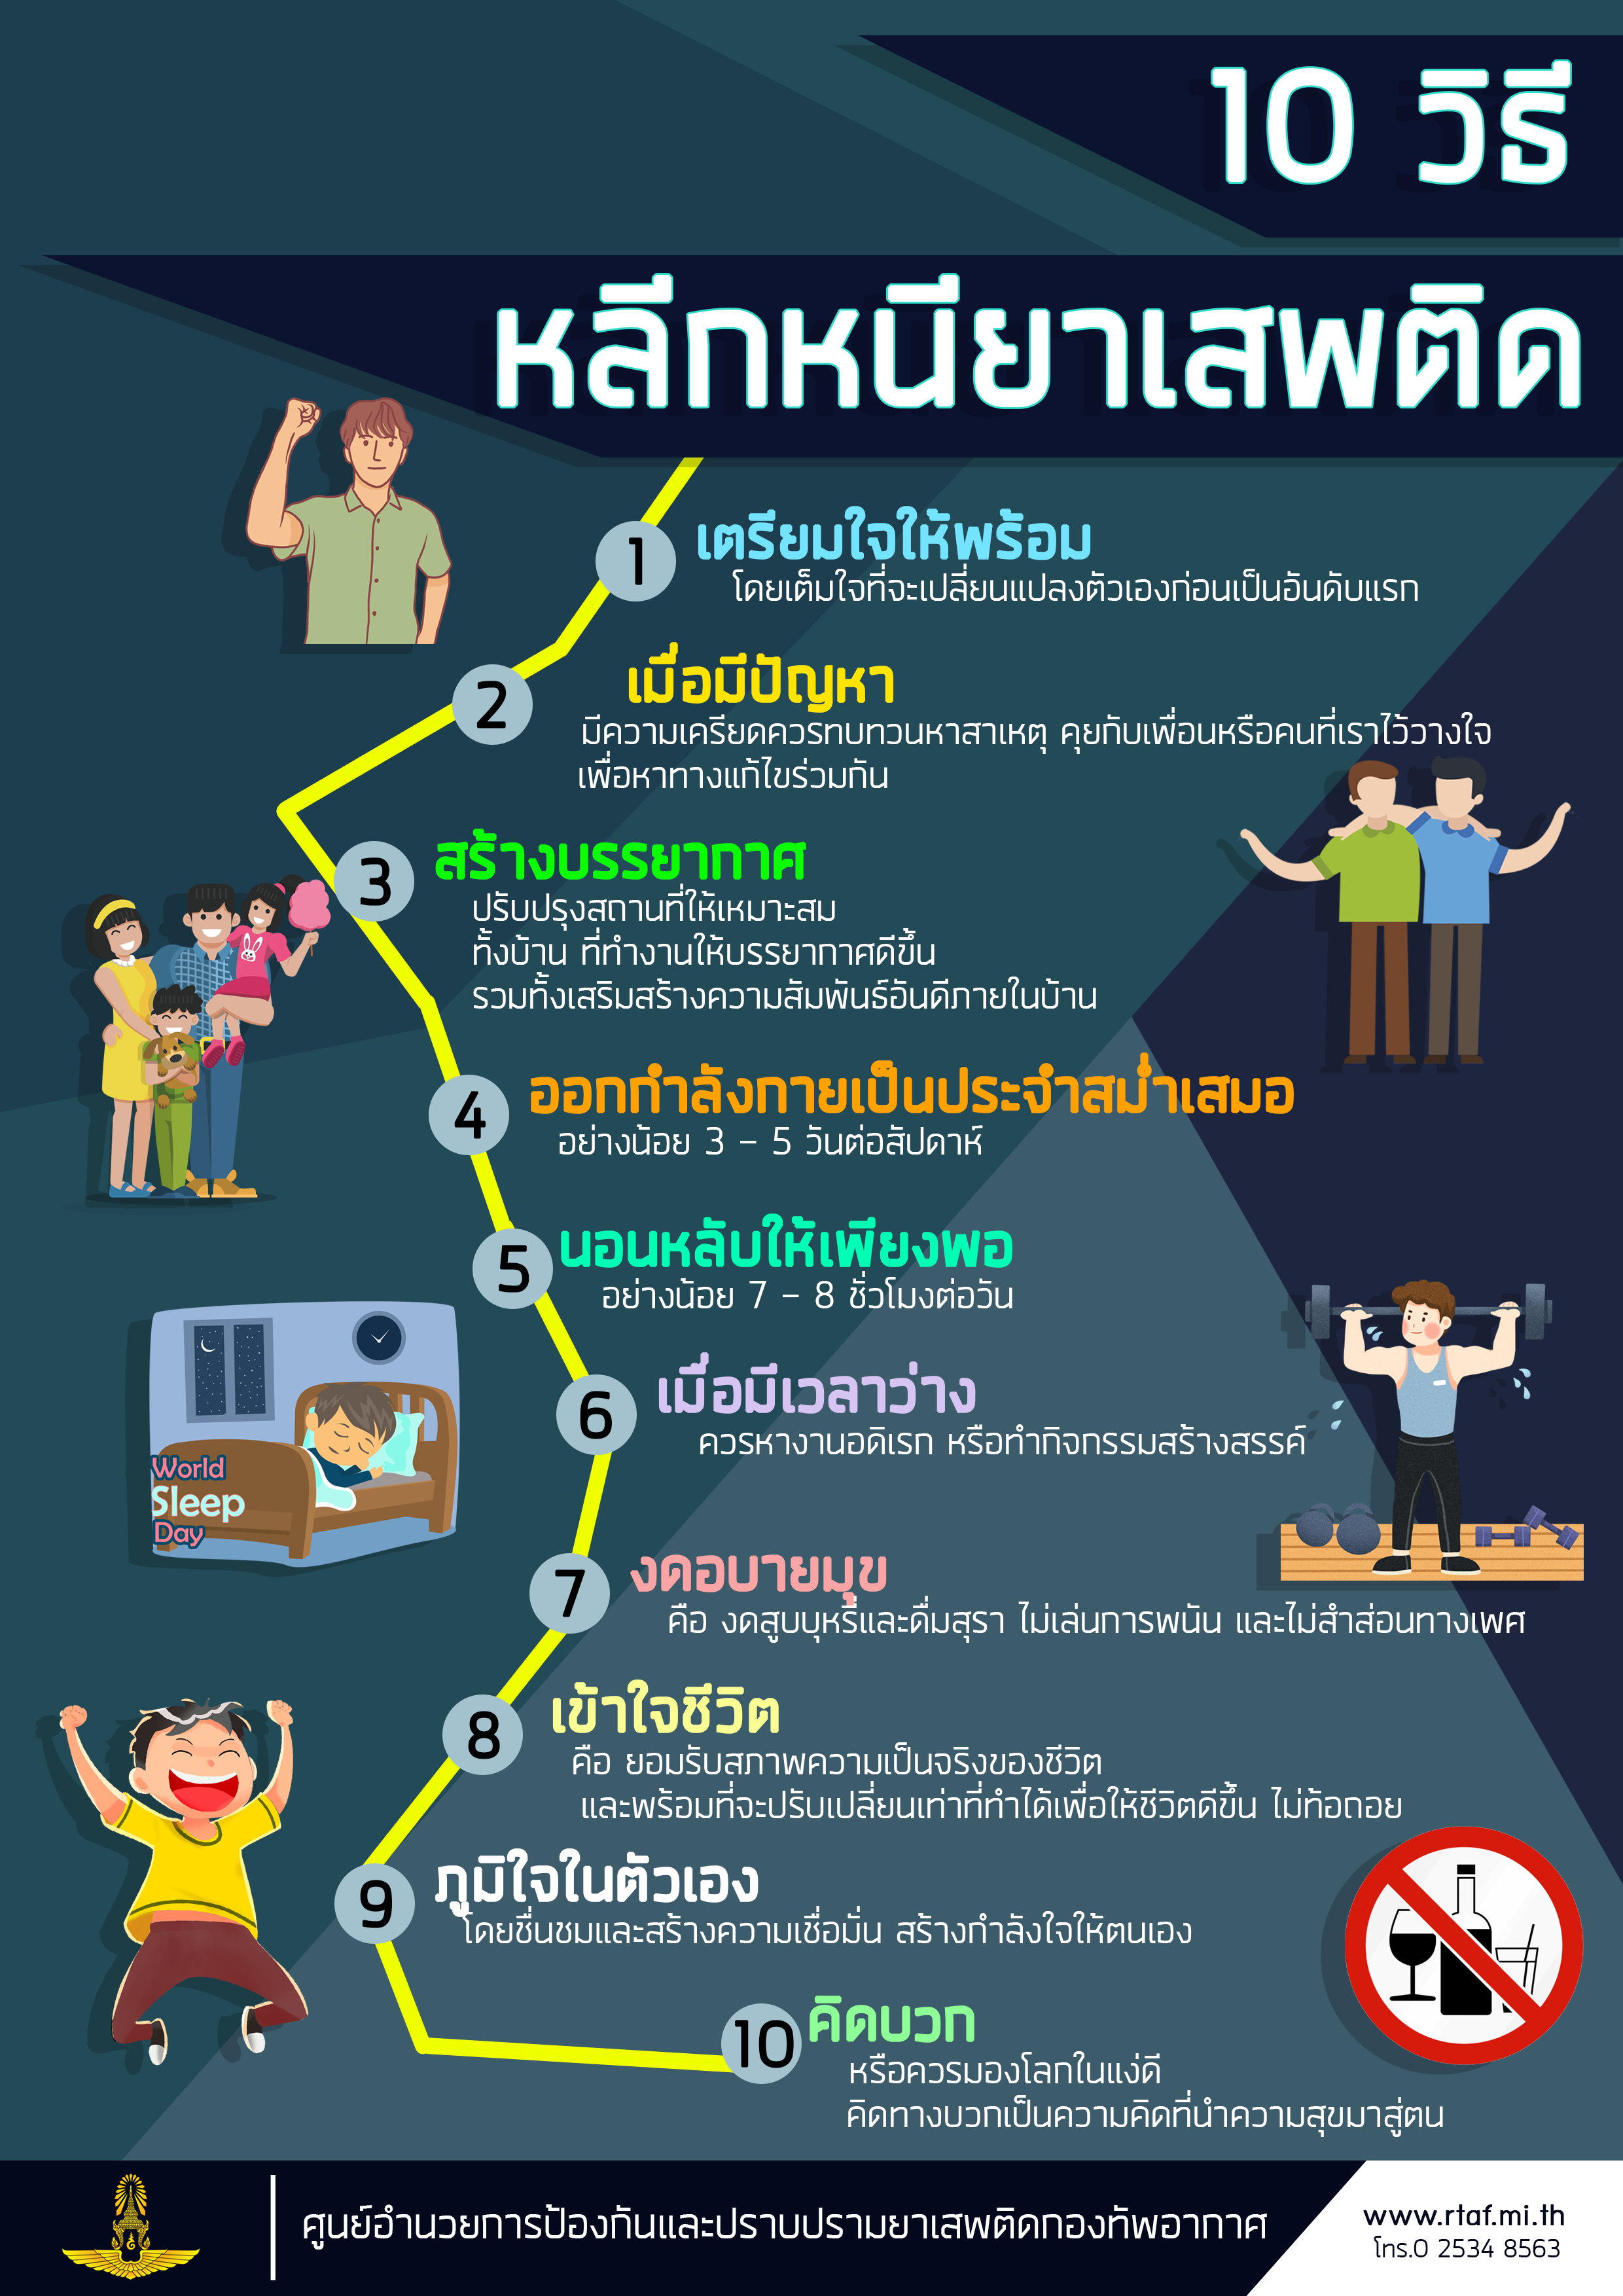 10 วิธี
หลีกหนียาเสพติด
1
เตรียมใจให้พร้อม
โดยเต็มใจที่จะเปลี่ยนแปลงตัวเองก่อนเป็นอันดับแรก
2
เมื่อมีปัญหา
มีความเครียดควรทบทวนหาสาเหตุ คุยกับเพื่อนหรือคนที่เราไว้วางใจ
เพื่อหาทางแก้ไขร่วมกัน
3
สร้างบรรยากาศ
ปรับปรุงสถานที่ให้เหมาะสม
ทั้งบ้าน ที่ทำงานให้บรรยากาศดีขึ้น
รวมทั้งเสริมสร้างความสัมพันธ์อันดีภายในบ้าน
4
ออกกำลังกายเป็นประจำสม่ำเสมอ
อย่างน้อย 3 - 5 วันต่อสัปดาห์
5
นอนหลับให้เพียงพอ
อย่างน้อย 7 - 8 ชั่วโมงต่อวัน
World
Sleep
Day
6
เมื่อมีเวลาว่าง
ควรหางานอดิเรก หรือทำกิจกรรมสร้างสรรค์
7
งดอบายมุข
คือ งดสูบบุหรี่และดื่มสุรา ไม่เล่นการพนัน และไม่สำส่อนทางเพศ
8
เข้าใจชีวิต
คือ ยอมรับสภาพความเป็นจริงของชีวิต
และพร้อมที่จะปรับเปลี่ยนเท่าที่ทำได้เพื่อให้ชีวิตดีขึ้น ไม่ท้อถอย
9
ภูมิใจในตัวเอง
โดยชื่นชมและสร้างความเชื่อมั่น สร้างกำลังใจให้ตนเอง
10
คิดบวก
หรือควรมองโลกในแง่ดี
คิดทางบวกเป็นความคิดที่นำความสุขมาสู่ตน
ศูนย์อำนวยการป้องกันและปราบปรามยาเสพติดกองทัพอากาศ
www.rtaf.mi.th
โทร.0 2534 8563